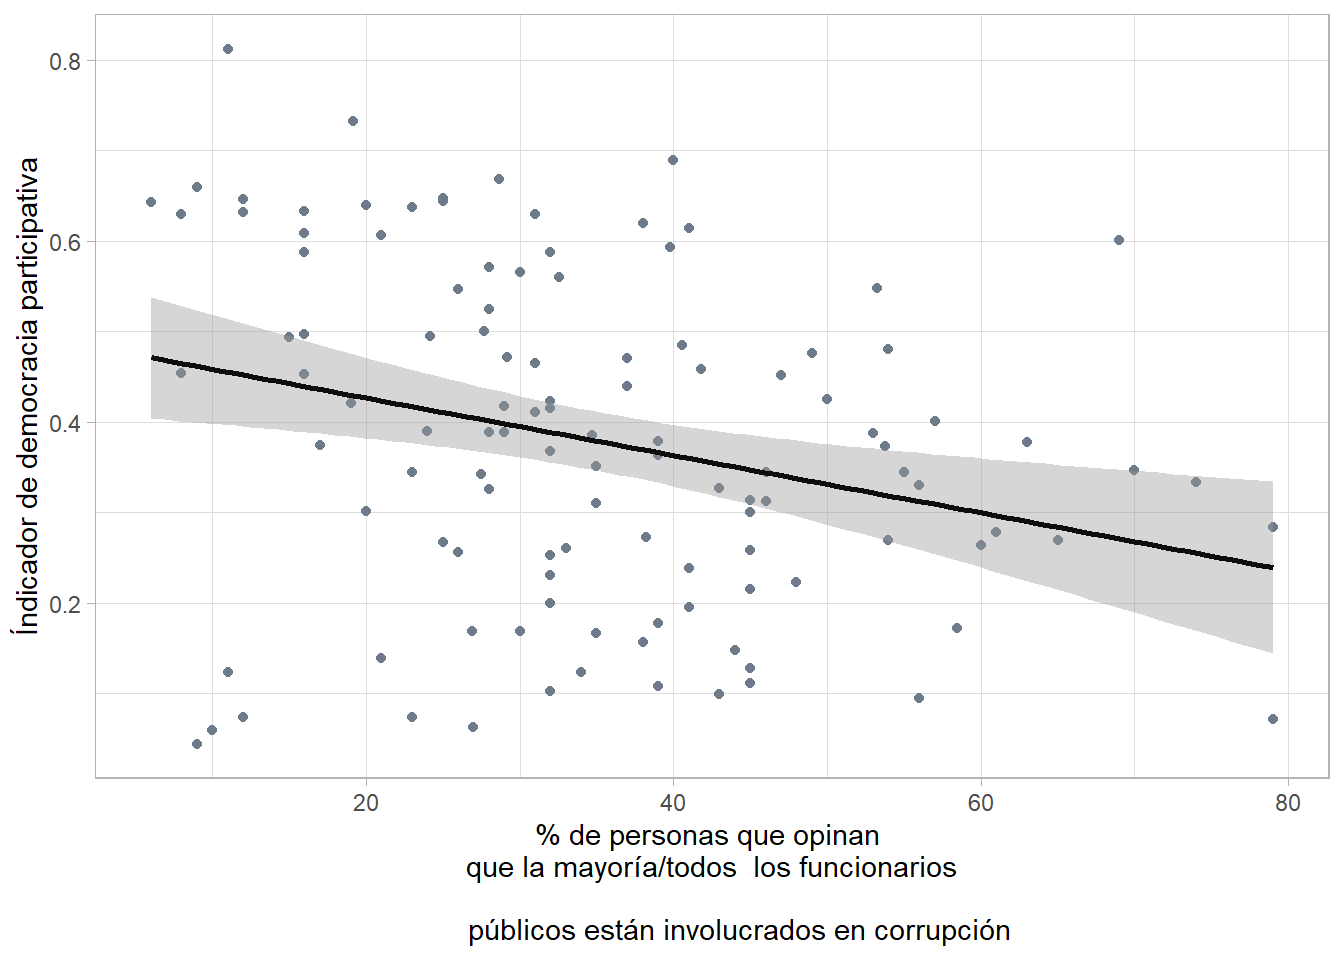 0.8
0.6
0.4
0.2
Índicador de democracia participativa
20 40 60 80
% de personas que opinan
que la mayoría/todos  los funcionarios
públicos están involucrados en corrupción